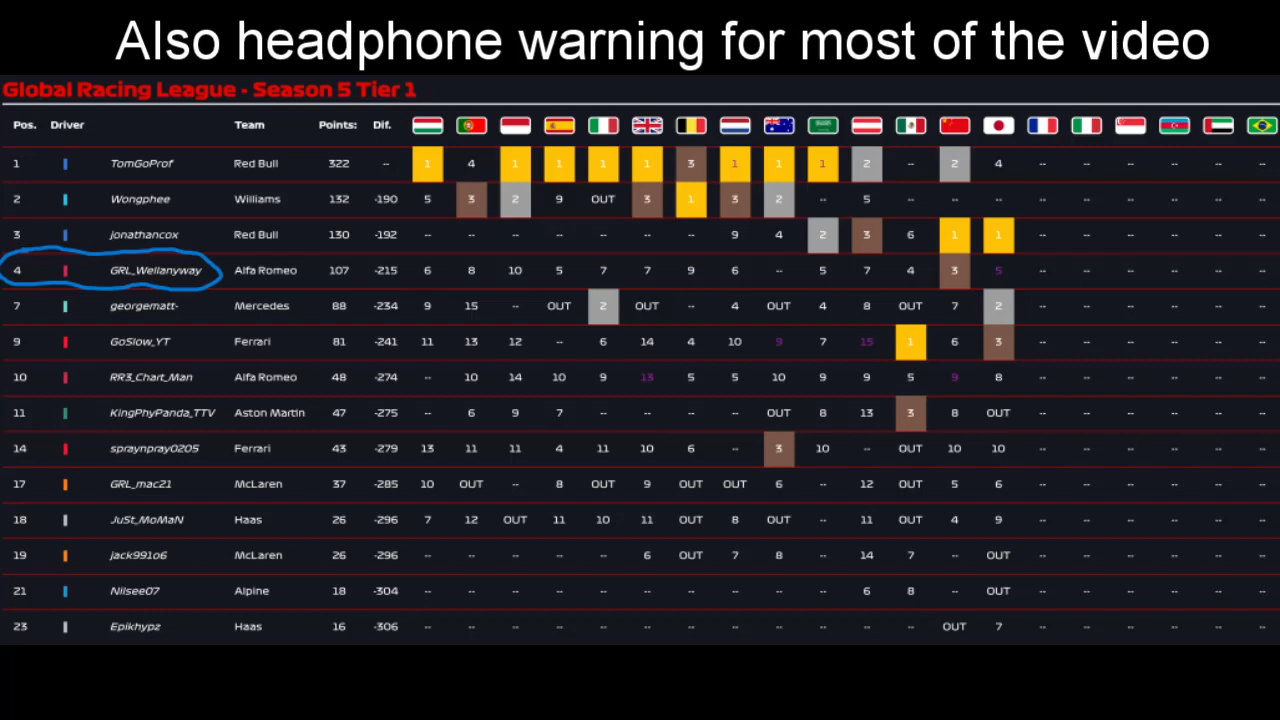 Also headphone warning for most of the video
Global Racing League - Season 5 Tier 1
Pos. Driver Team Points: Dif.
1 TomGoProf Red Bull 322 -- 1 4 1 1 1 1 3 1 1 1 2 -- 2 4 -- -- -- -- -- --
2 Wongphee Williams 132 -190 5 3 2 9 OUT 3 1 3 2 -- 5 -- -- -- -- -- -- --
3 jonathancox Red Bull 130 -192 -- -- -- -- -- -- -- 9 4 2 3 6 1 1 -- -- -- -- -- --
4 GRL_Wellanyway Alfa Romeo 107 -215 6 8 10 5 7 7 9 6 -- 5 7 4 3 5 -- -- -- -- -- --
7 georgematt- Mercedes 88 -234 9 15 -- OUT 2 OUT -- 4 OUT 4 8 OUT 7 2 -- -- -- -- -- --
9 GoSlow_YT Ferrari 81 -241 11 13 12 -- 6 14 4 10 9 7 15 1 6 3 -- -- -- -- -- --
10 RR3_Chart_Man Alfa Romeo 48 -274 -- 10 14 10 9 13 5 5 10 9 9 5 9 8 -- -- -- -- -- --
11 KingPhyPanda_TTV Aston Martin 47 -275 -- 6 9 7 -- -- -- -- OUT 8 13 3 8 OUT -- -- -- -- -- --
14 spraynpray0205 Ferrari 43 -279 13 11 11 4 11 10 6 -- 3 10 -- OUT 10 10 -- -- -- -- -- --
17 GRL_mac21 McLaren 37 -285 10 OUT -- 8 OUT 9 OUT OUT 6 -- 12 OUT 5 6 -- -- -- -- -- --
18 JuSt_MoMaN Haas 26 -296 7 12 OUT 11 10 11 OUT 8 OUT -- 11 OUT 4 9 -- -- -- -- -- --
19 jack991o6 McLaren 26 -296 -- -- -- -- -- 6 OUT 7 8 -- 14 7 -- OUT -- -- -- -- -- --
21 Nilsee07 Alpine 18 -304 -- -- -- -- -- -- -- -- -- -- 6 8 -- OUT -- -- -- -- -- --
23 Epikhypz Haas 16 -306 -- -- -- -- -- -- -- -- -- -- -- -- OUT 7 -- -- -- -- -- --